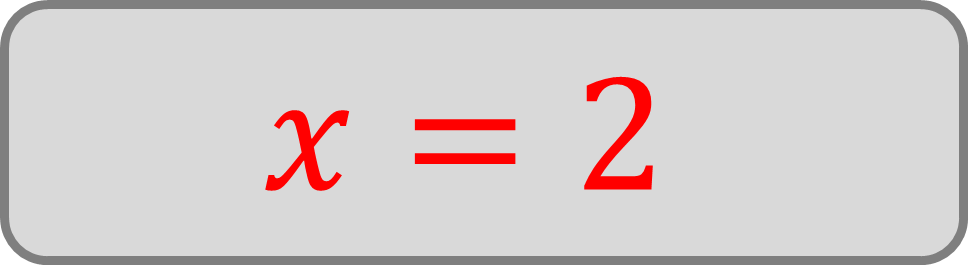 x = 2